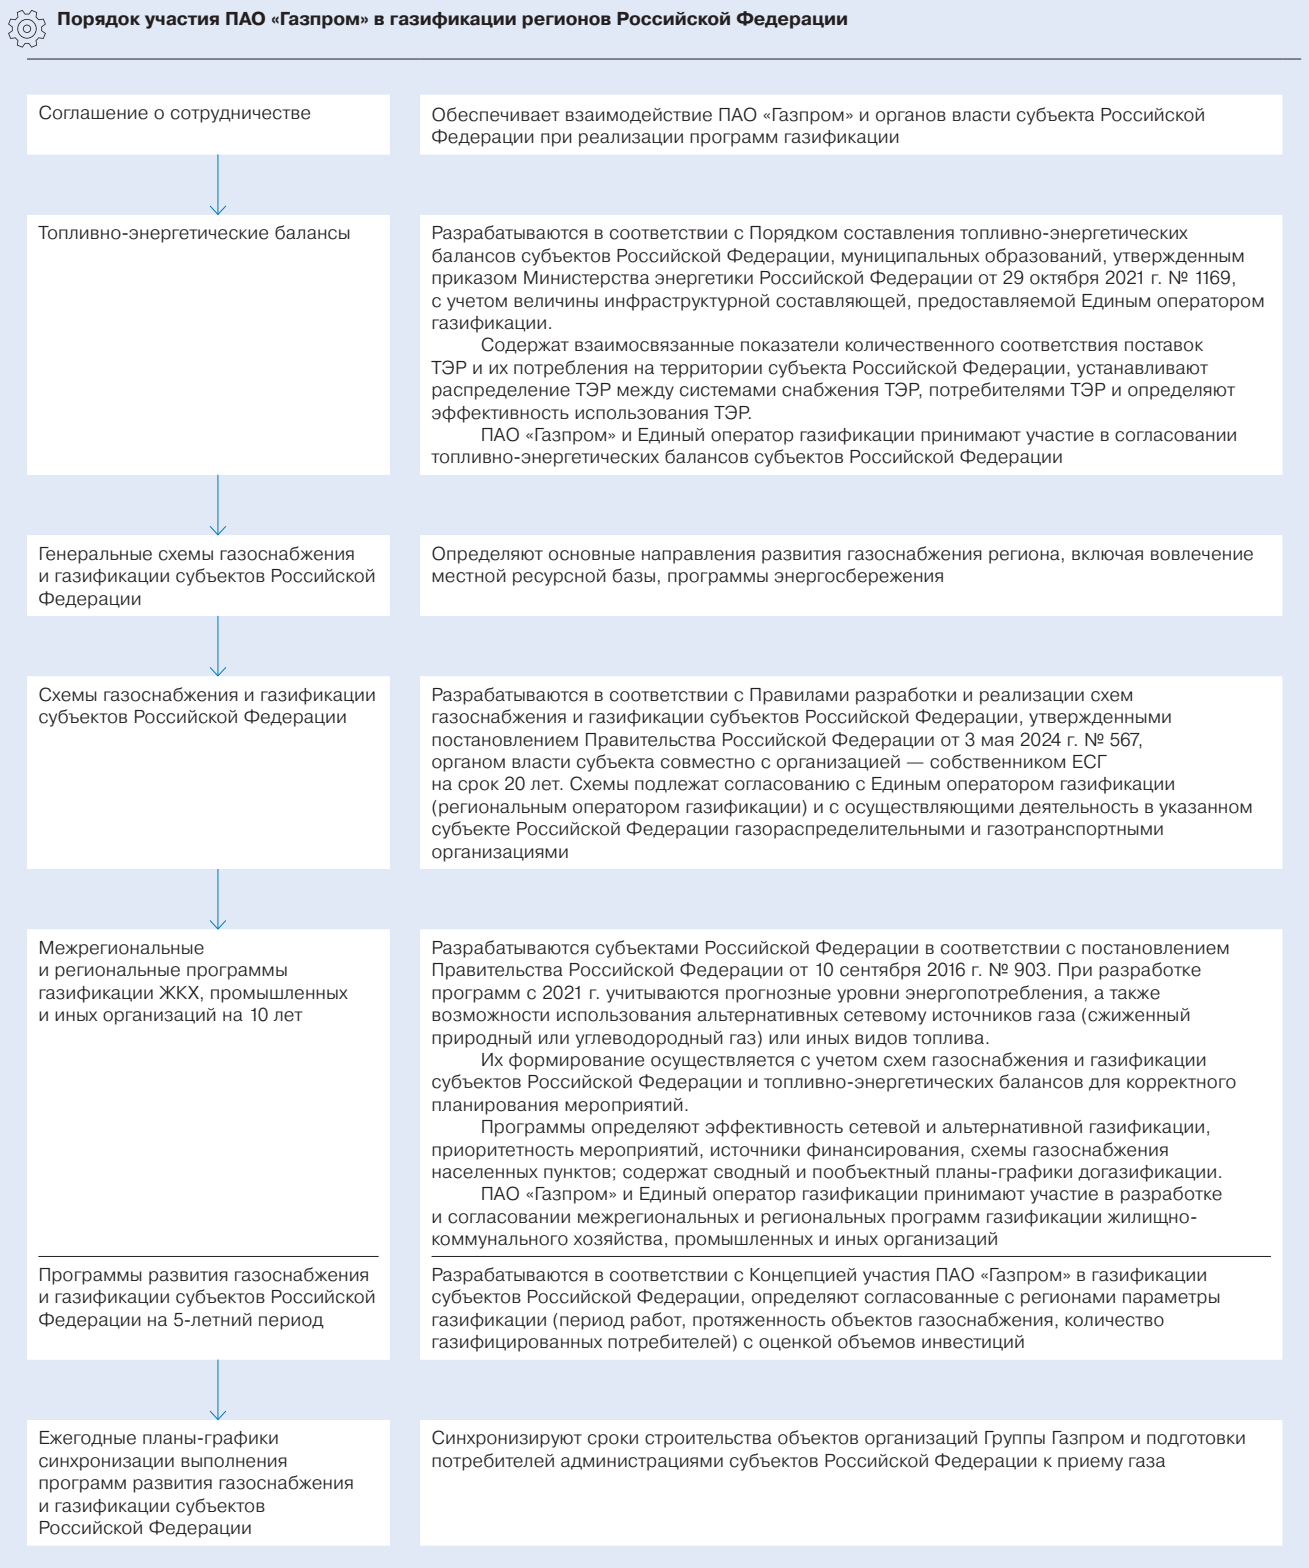 Порядок участия ПАО «Газпром» в газификации регионов Российской Федерации
Соглашение о сотрудничестве
Обеспечивает взаимодействие ПАО «Газпром» и органов власти субъекта Российской
Федерации при реализации программ газификации
Топливно-энергетические балансы
Разрабатываются в соответствии с Порядком составления топливно-энергетических
балансов субъектов Российской Федерации, муниципальных образований, утвержденным
приказом Министерства энергетики Российской Федерации от 29 октября 2021 г. № 1169,
с учетом величины инфраструктурной составляющей, предоставляемой Единым оператором
газификации.
Содержат взаимосвязанные показатели количественного соответствия поставок
ТЭР и их потребления на территории субъекта Российской Федерации, устанавливают
распределение ТЭР между системами снабжения ТЭР, потребителями ТЭР и определяют
эффективность использования ТЭР.
ПАО «Газпром» и Единый оператор газификации принимают участие в согласовании
топливно-энергетических балансов субъектов Российской Федерации
Генеральные схемы газоснабжения
и газификации субъектов Российской
Федерации
Определяют основные направления развития газоснабжения региона, включая вовлечение
местной ресурсной базы, программы энергосбережения
Схемы газоснабжения и газификации
субъектов Российской Федерации
Разрабатываются в соответствии с Правилами разработки и реализации схем
газоснабжения и газификации субъектов Российской Федерации, утвержденными
постановлением Правительства Российской Федерации от 3 мая 2024 г. № 567,
органом власти субъекта совместно с организацией — собственником ЕСГ
на срок 20 лет. Схемы подлежат согласованию с Единым оператором газификации
(региональным оператором газификации) и с осуществляющими деятельность в указанном
субъекте Российской Федерации газораспределительными и газотранспортными
организациями
Межрегиональные
и региональные программы
газификации ЖКХ, промышленных
и иных организаций на 10 лет
Разрабатываются субъектами Российской Федерации в соответствии с постановлением
Правительства Российской Федерации от 10 сентября 2016 г. № 903. При разработке
программ с 2021 г. учитываются прогнозные уровни энергопотребления, а также
возможности использования альтернативных сетевому источников газа (сжиженный
природный или углеводородный газ) или иных видов топлива.
Их формирование осуществляется с учетом схем газоснабжения и газификации
субъектов Российской Федерации и топливно-энергетических балансов для корректного
планирования мероприятий.
Программы определяют эффективность сетевой и альтернативной газификации,
приоритетность мероприятий, источники финансирования, схемы газоснабжения
населенных пунктов; содержат сводный и пообъектный планы-графики догазификации.
ПАО «Газпром» и Единый оператор газификации принимают участие в разработке
и согласовании межрегиональных и региональных программ газификации жилищно-
коммунального хозяйства, промышленных и иных организаций
Программы развития газоснабжения
и газификации субъектов Российской
Федерации на 5-летний период
Разрабатываются в соответствии с Концепцией участия ПАО «Газпром» в газификации
субъектов Российской Федерации, определяют согласованные с регионами параметры
газификации (период работ, протяженность объектов газоснабжения, количество
газифицированных потребителей) с оценкой объемов инвестиций
Ежегодные планы-графики
синхронизации выполнения
программ развития газоснабжения
и газификации субъектов
Российской Федерации
Синхронизируют сроки строительства объектов организаций Группы Газпром и подготовки
потребителей администрациями субъектов Российской Федерации к приему газа